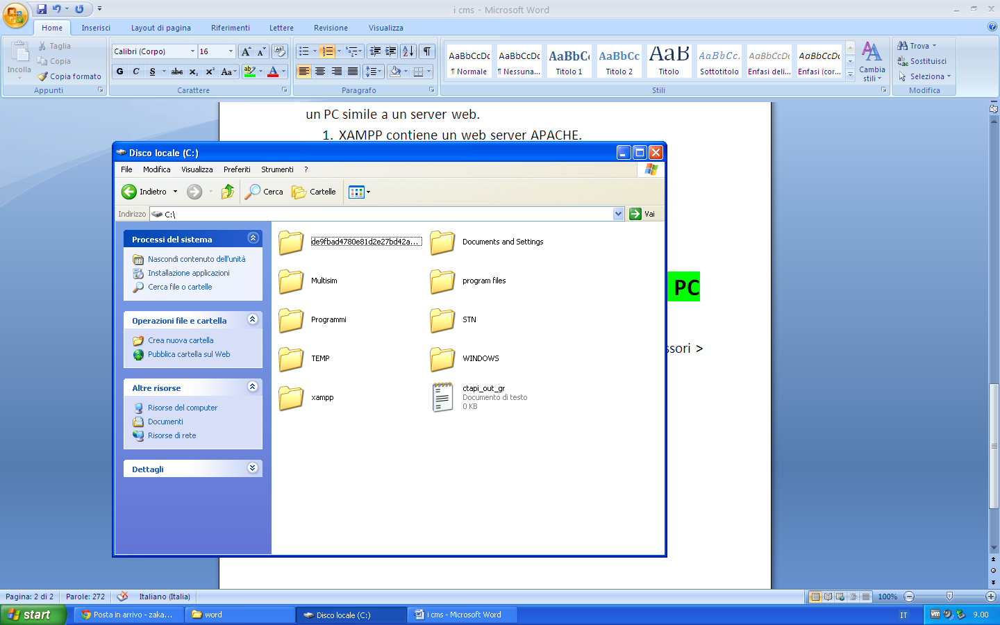 i cms - Microsoft Word
Home Inserisci Layout di pagina Riferimenti Lettere Revisione Visualizza
Incolla
Taglia
Copia
Copia formato
Appunti
Calibri (Corpo) 16
G C S abc x₂ x² Aa
Carattere
Paragrafo
AaBbCcDc AaBbCcDc AaBbCc AaBbCc AaB AaBbCc. AaBbCcDc AaBbCcDc
¶ Normale ¶ Nessuna... Titolo 1 Titolo 2 Titolo Sottotitolo Enfasi deli... Enfasi (cor...
Cambia stili
Stili
Trova
Sostituisci
Seleziona
Modifica
un PC simile a un server web.
1. XAMPP contiene un web server APACHE.
Disco locale (C:)
File Modifica Visualizza Preferiti Strumenti ?
Indietro Cerca Cartelle
Indirizzo C:\ Vai
Processi del sistema
Nascondi contenuto dell'unità
Installazione applicazioni
Cerca file o cartelle
Operazioni file e cartella
Crea nuova cartella
Pubblica cartella sul Web
Altre risorse
Risorse del computer
Documenti
Risorse di rete
Dettagli
de9fbad4780e81d2e27bd42a... Documents and Settings
Multisim program files
Programmi STN
TEMP WINDOWS
xampp ctapi_out_gr
Documento di testo
0 KB
PC
ssori >
Pagina: 2 di 2 Parole: 272 Italiano (Italia) 100%
start Posta in arrivo - zaka... word Disco locale (C:) i cms - Microsoft Word IT vm 9.00